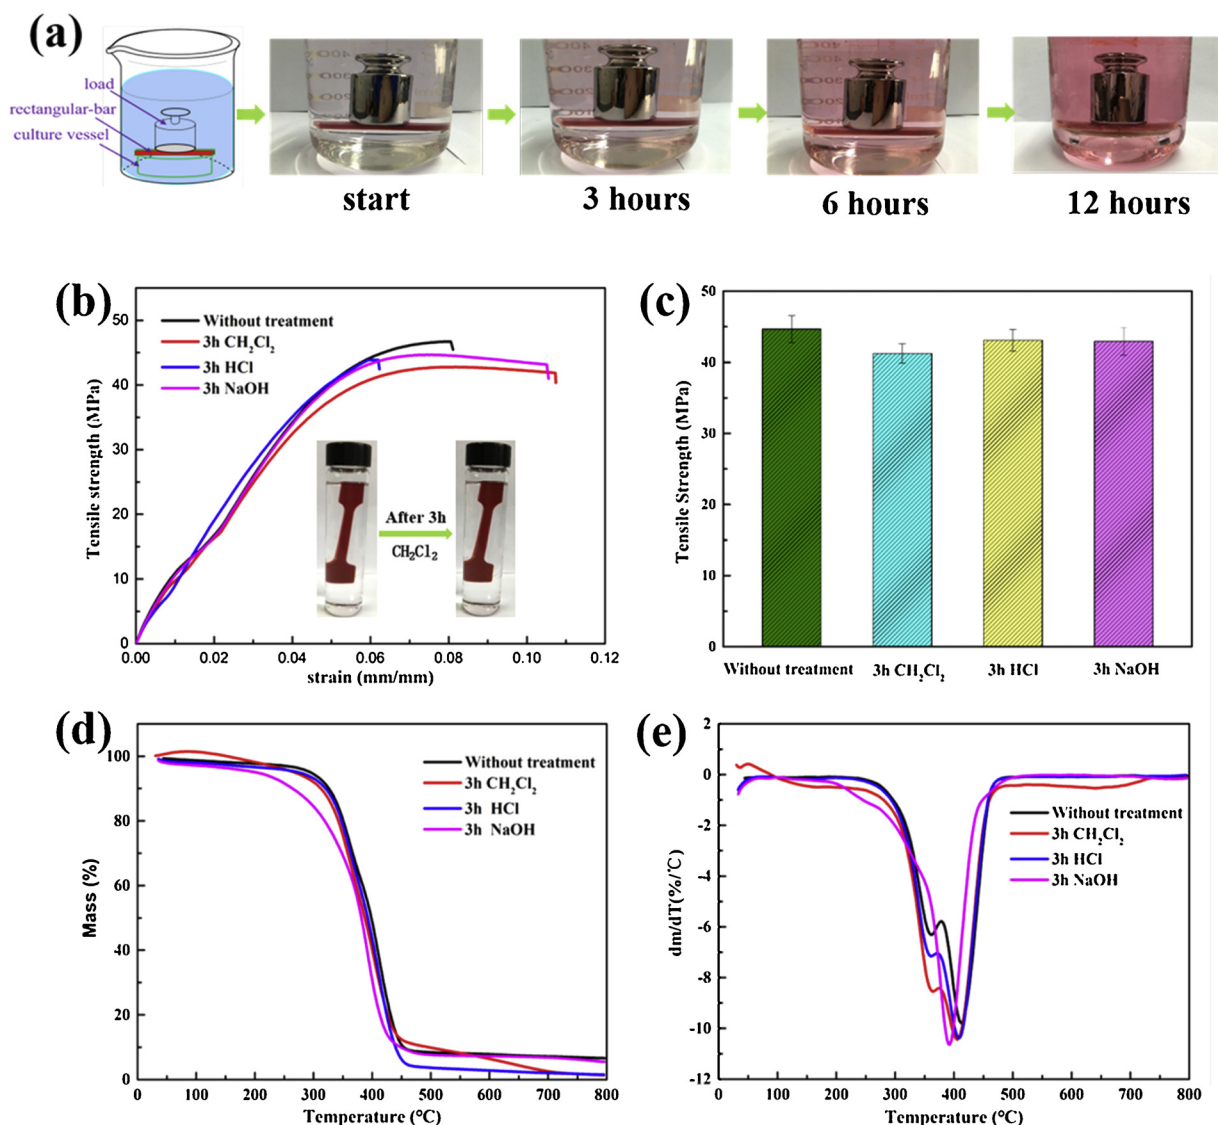 (a)
load
rectangular-bar
culture vessel
start
3 hours
6 hours
12 hours
(b)
Tensile strength (MPa)
50
40
30
20
10
0
Without treatment
3h CH₂Cl₂
3h HCl
3h NaOH
After 3h
CH₂Cl₂
0.00 0.02 0.04 0.06 0.08 0.10 0.12
strain (mm/mm)
(c)
Tensile Strength (MPa)
50
40
30
20
10
0
Without treatment 3h CH₂Cl₂ 3h HCl 3h NaOH
(d)
Mass (%)
100
80
60
40
20
0
Without treatment
3h CH₂Cl₂
3h HCl
3h NaOH
0 100 200 300 400 500 600 700 800
Temperature (°C)
(e)
dm/dT(%/℃)
2
0
-2
-4
-6
-8
-10
-12
Without treatment
3h CH₂Cl₂
3h HCl
3h NaOH
0 100 200 300 400 500 600 700 800
Temperature (°C)